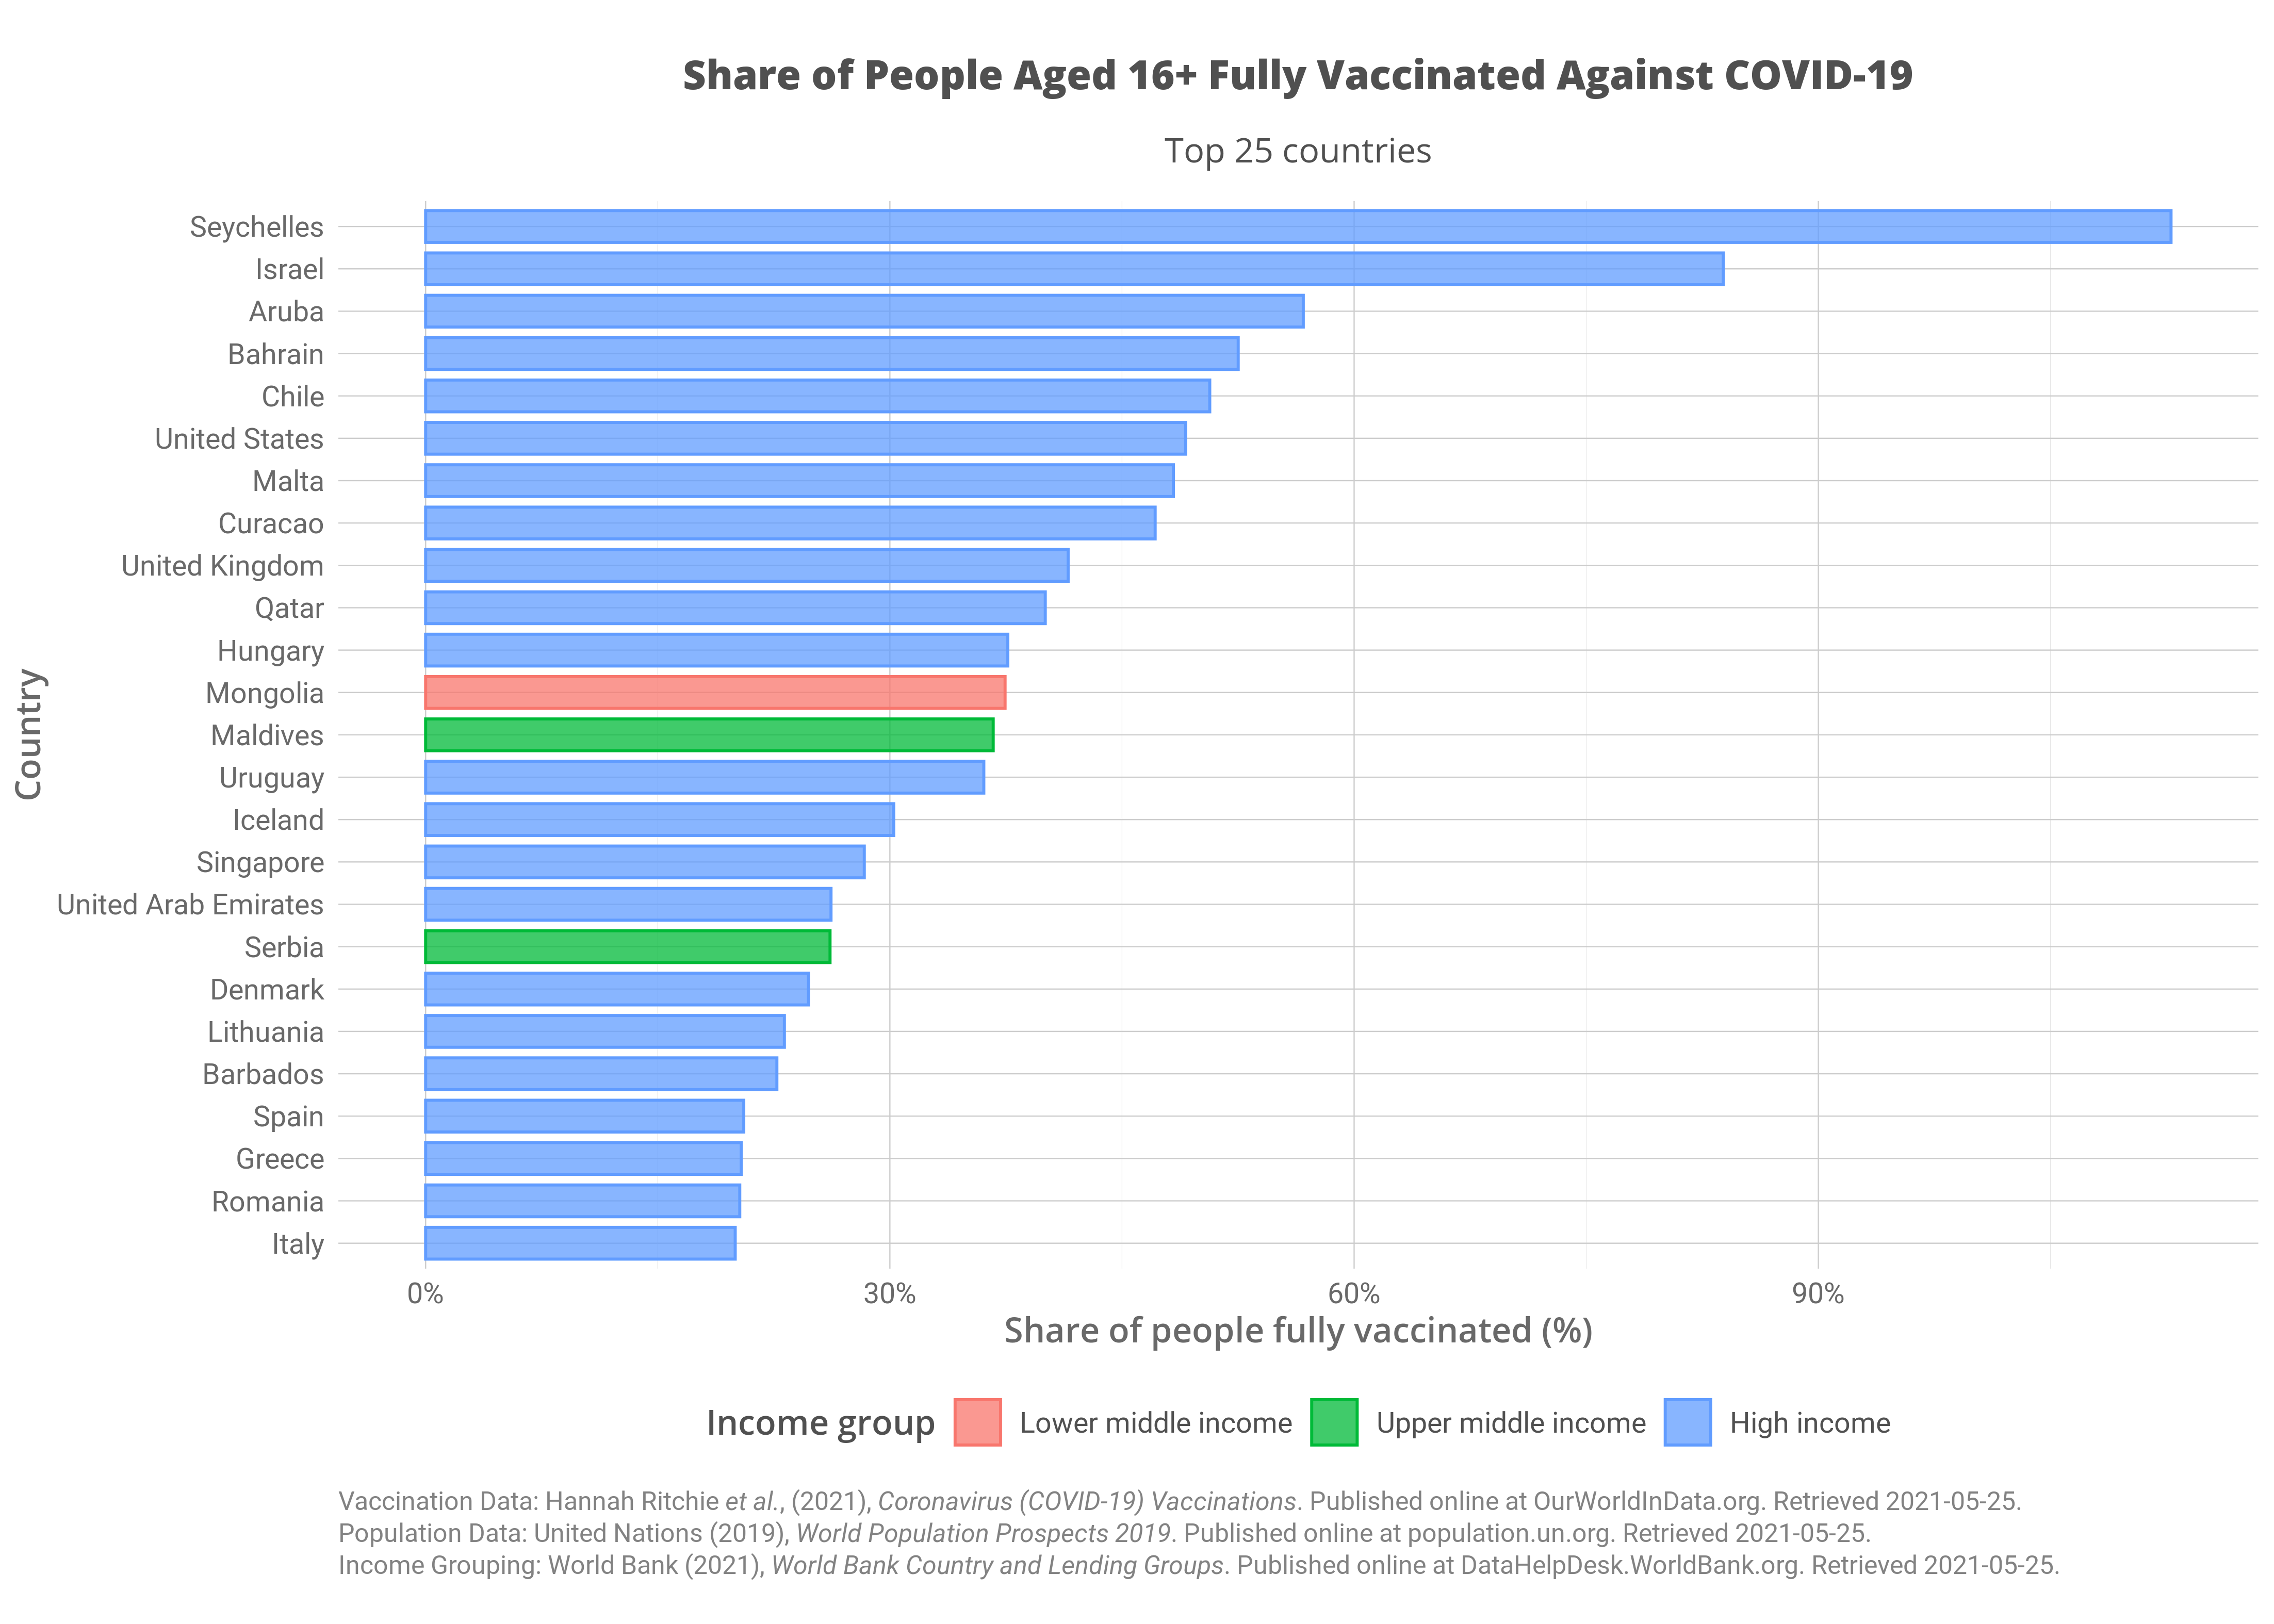 Share of People Aged 16+ Fully Vaccinated Against COVID-19
Top 25 countries
Country
Seychelles
Israel
Aruba
Bahrain
Chile
United States
Malta
Curacao
United Kingdom
Qatar
Hungary
Mongolia
Maldives
Uruguay
Iceland
Singapore
United Arab Emirates
Serbia
Denmark
Lithuania
Barbados
Spain
Greece
Romania
Italy
0% 30% 60% 90%
Share of people fully vaccinated (%)
Income group Lower middle income Upper middle income High income
Vaccination Data: Hannah Ritchie et al., (2021), Coronavirus (COVID-19) Vaccinations. Published online at OurWorldInData.org. Retrieved 2021-05-25.
Population Data: United Nations (2019), World Population Prospects 2019. Published online at population.un.org. Retrieved 2021-05-25.
Income Grouping: World Bank (2021), World Bank Country and Lending Groups. Published online at DataHelpDesk.WorldBank.org. Retrieved 2021-05-25.